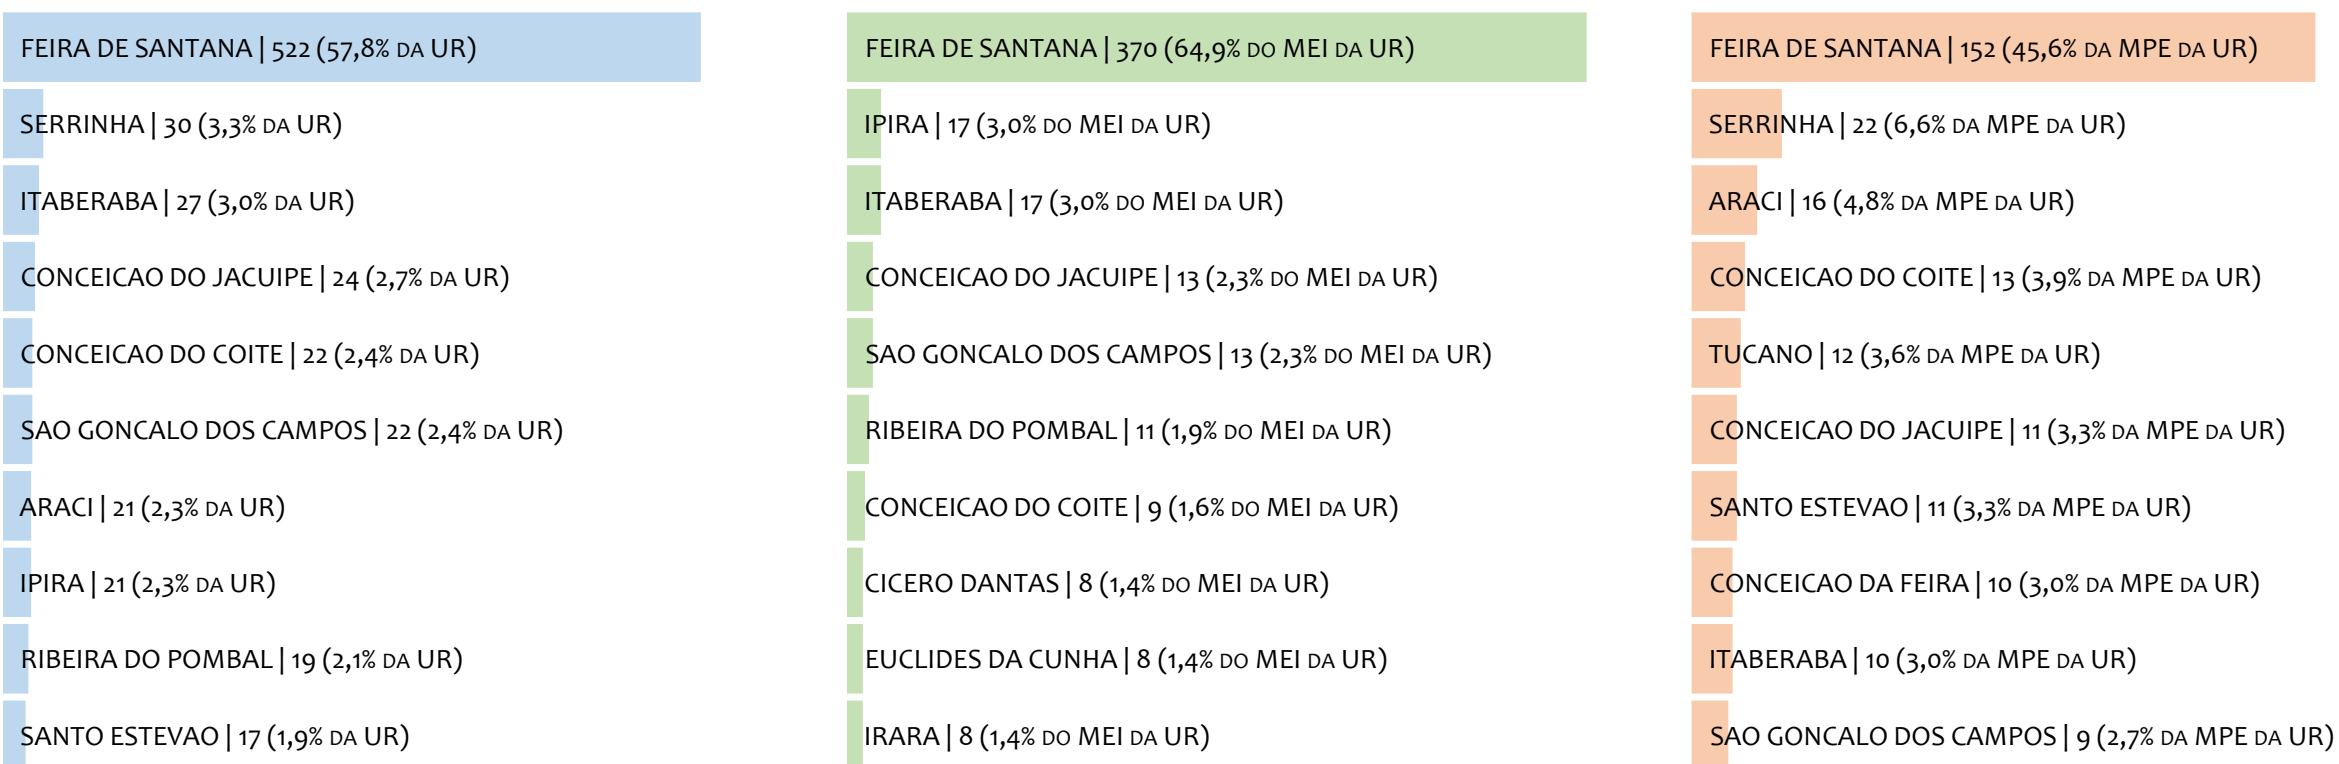 FEIRA DE SANTANA | 522 (57,8% DA UR)
SERRINHA | 30 (3,3% DA UR)
ITABERABA | 27 (3,0% DA UR)
CONCEICAO DO JACUIPE | 24 (2,7% DA UR)
CONCEICAO DO COITE | 22 (2,4% DA UR)
SAO GONCALO DOS CAMPOS | 22 (2,4% DA UR)
ARACI | 21 (2,3% DA UR)
IPIRA | 21 (2,3% DA UR)
RIBEIRA DO POMBAL | 19 (2,1% DA UR)
SANTO ESTEVAO | 17 (1,9% DA UR)
FEIRA DE SANTANA | 370 (64,9% DO MEI DA UR)
IPIRA | 17 (3,0% DO MEI DA UR)
ITABERABA | 17 (3,0% DO MEI DA UR)
CONCEICAO DO JACUIPE | 13 (2,3% DO MEI DA UR)
SAO GONCALO DOS CAMPOS | 13 (2,3% DO MEI DA UR)
RIBEIRA DO POMBAL | 11 (1,9% DO MEI DA UR)
CONCEICAO DO COITE | 9 (1,6% DO MEI DA UR)
CICERO DANTAS | 8 (1,4% DO MEI DA UR)
EUCLIDES DA CUNHA | 8 (1,4% DO MEI DA UR)
IRARA | 8 (1,4% DO MEI DA UR)
FEIRA DE SANTANA | 152 (45,6% DA MPE DA UR)
SERRINHA | 22 (6,6% DA MPE DA UR)
ARACI | 16 (4,8% DA MPE DA UR)
CONCEICAO DO COITE | 13 (3,9% DA MPE DA UR)
TUCANO | 12 (3,6% DA MPE DA UR)
CONCEICAO DO JACUIPE | 11 (3,3% DA MPE DA UR)
SANTO ESTEVAO | 11 (3,3% DA MPE DA UR)
CONCEICAO DA FEIRA | 10 (3,0% DA MPE DA UR)
ITABERABA | 10 (3,0% DA MPE DA UR)
SAO GONCALO DOS CAMPOS | 9 (2,7% DA MPE DA UR)